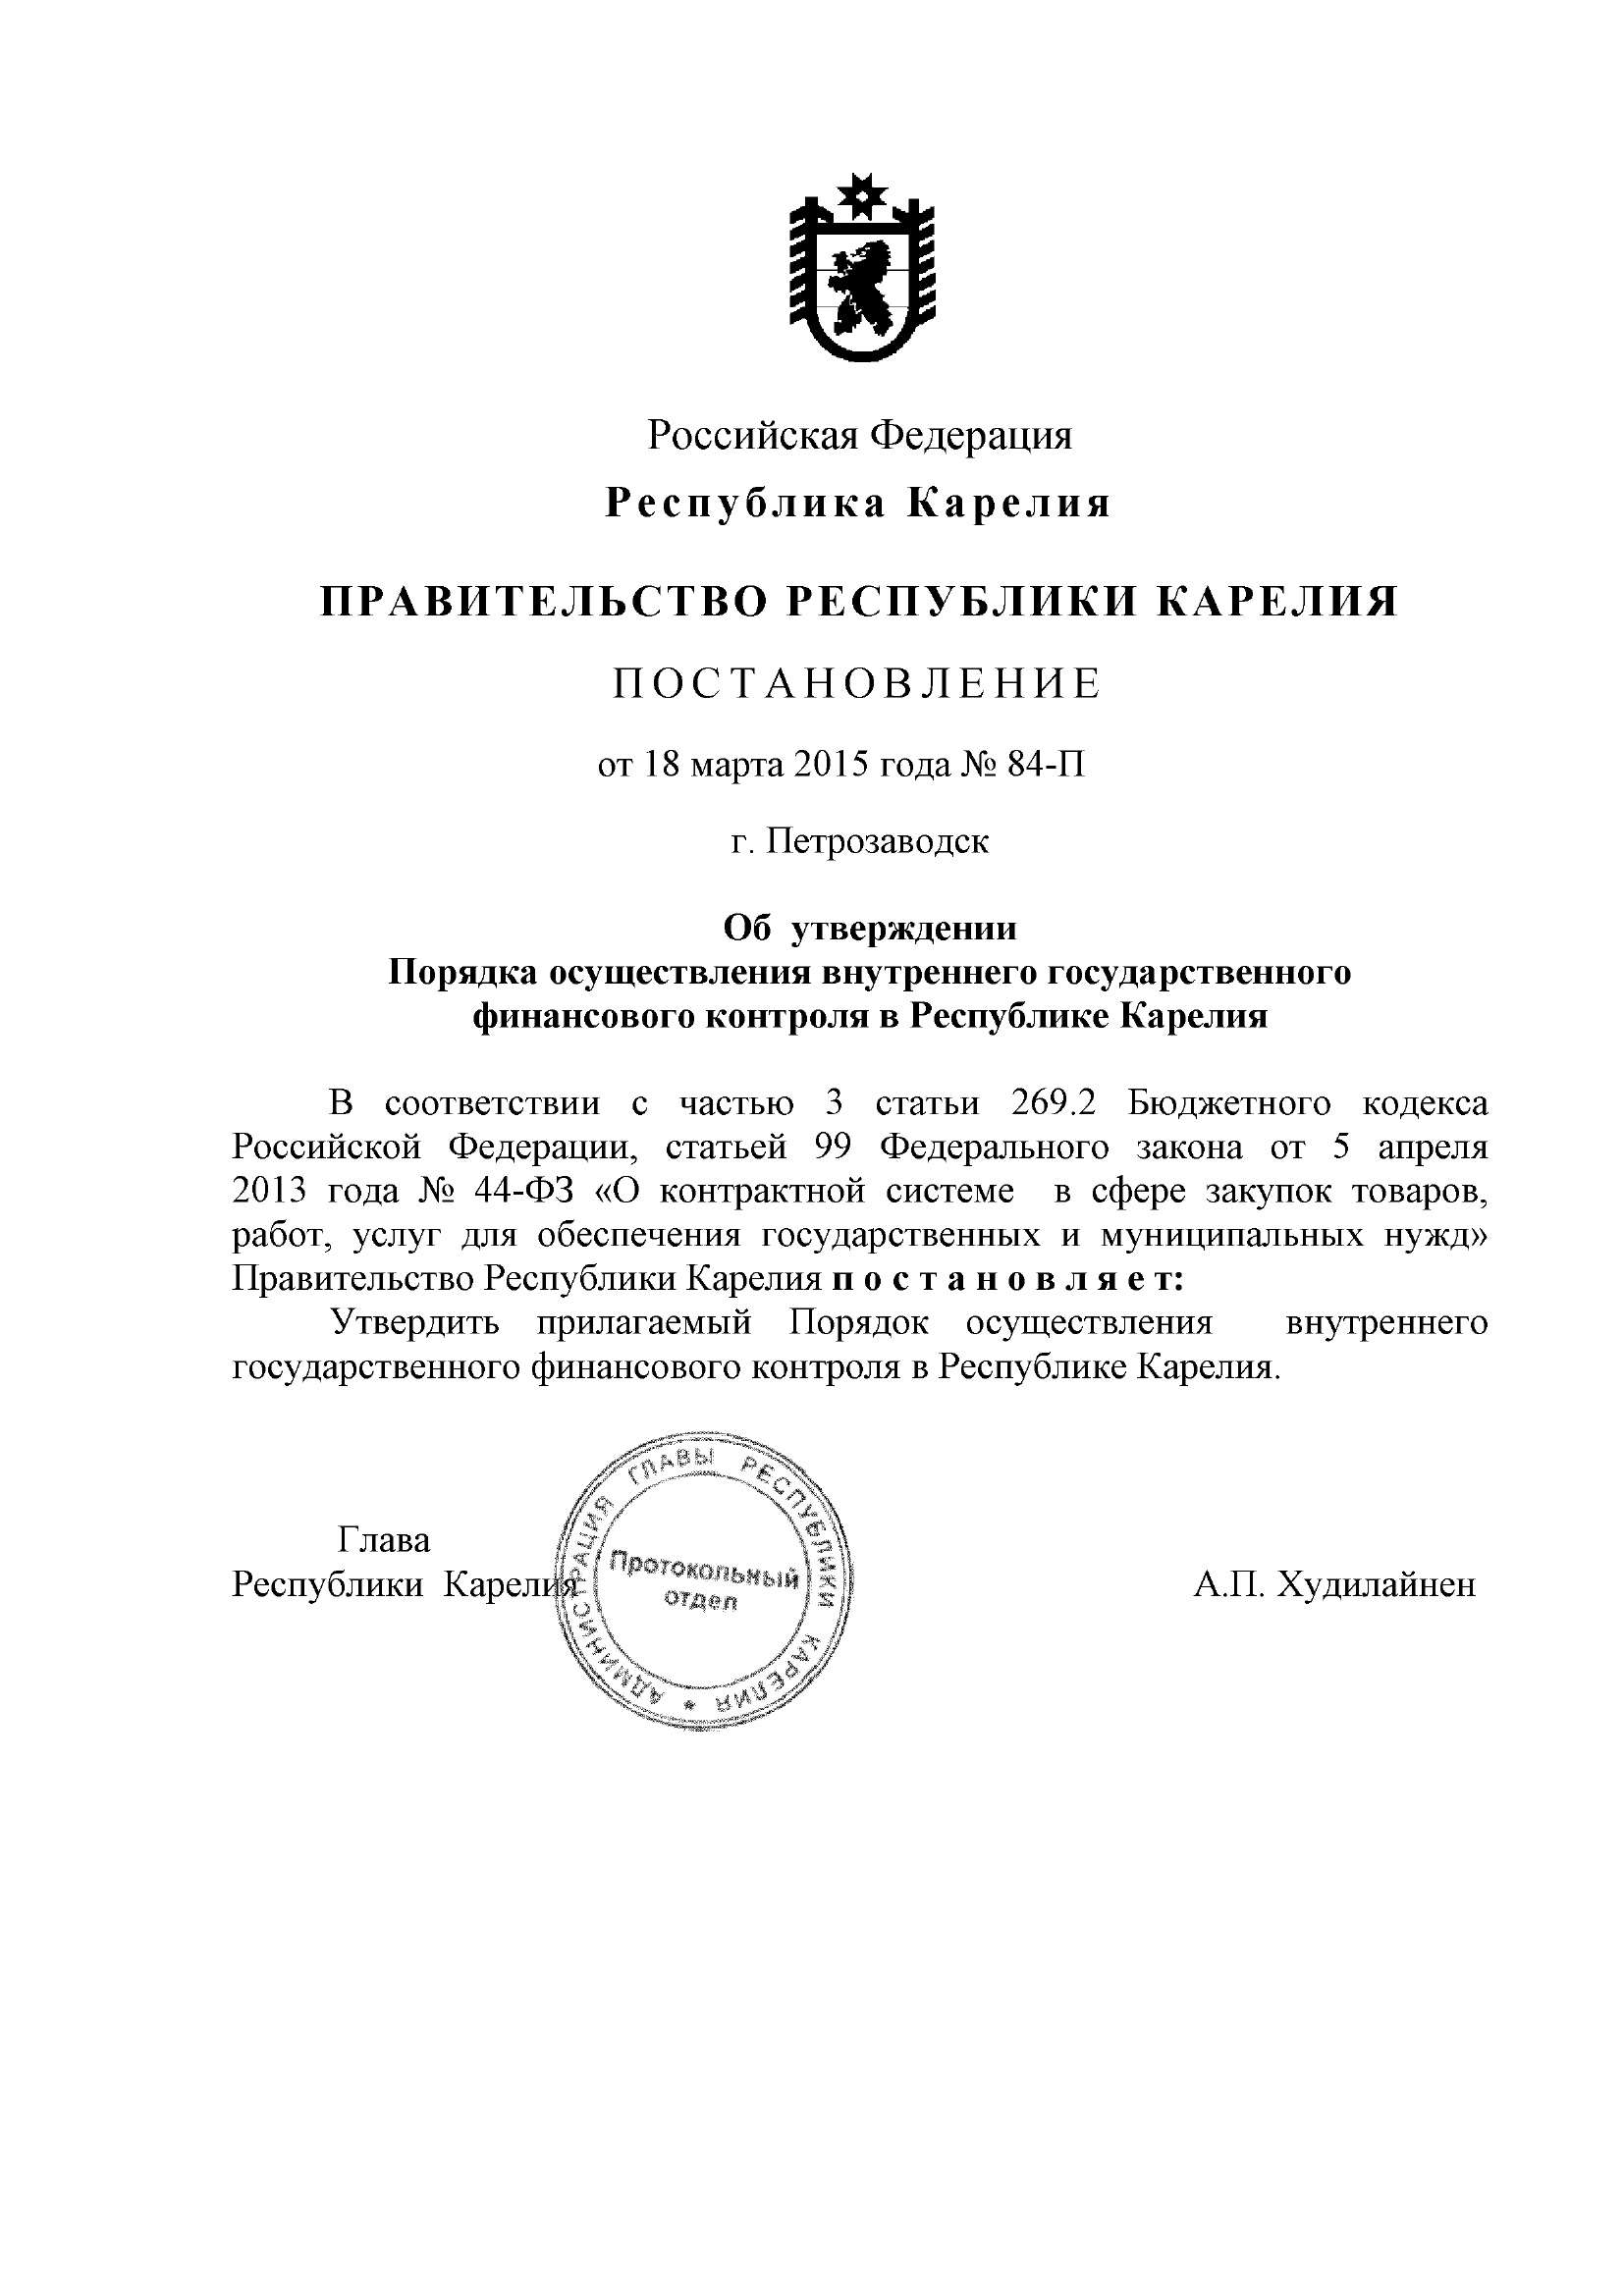 Российская Федерация
Республика Карелия
ПРАВИТЕЛЬСТВО РЕСПУБЛИКИ КАРЕЛИЯ
ПОСТАНОВЛЕНИЕ
от 18 марта 2015 года № 84-П
г. Петрозаводск
Об утверждении
Порядка осуществления внутреннего государственного
финансового контроля в Республике Карелия
В соответствии с частью 3 статьи 269.2 Бюджетного кодекса
Российской Федерации, статьей 99 Федерального закона от 5 апреля
2013 года № 44-ФЗ «О контрактной системе в сфере закупок товаров,
работ, услуг для обеспечения государственных и муниципальных нужд»
Правительство Республики Карелия п о с т а н о в л я е т:
Утвердить прилагаемый Порядок осуществления внутреннего
государственного финансового контроля в Республике Карелия.
Глава
Республики Карелия
А.П. Худилайнен
АДМИНИСТРАЦИЯ ГЛАВЫ РЕСПУБЛИКИ КАРЕЛИЯ
Протокольный
отдел